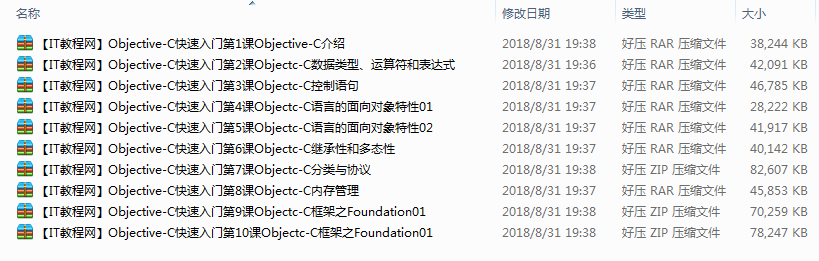 名称 修改日期 类型 大小
【IT教程网】Objective-C快速入门第1课Objective-C介绍 2018/8/31 19:38 好压 RAR 压缩文件 38,244 KB
【IT教程网】Objective-C快速入门第2课Objectc-C数据类型、运算符和表达式 2018/8/31 19:36 好压 RAR 压缩文件 42,091 KB
【IT教程网】Objective-C快速入门第3课Objectc-C控制语句 2018/8/31 19:37 好压 RAR 压缩文件 46,785 KB
【IT教程网】Objective-C快速入门第4课Objectc-C语言的面向对象特性01 2018/8/31 19:37 好压 RAR 压缩文件 28,222 KB
【IT教程网】Objective-C快速入门第5课Objectc-C语言的面向对象特性02 2018/8/31 19:37 好压 RAR 压缩文件 41,917 KB
【IT教程网】Objective-C快速入门第6课Objectc-C继承性和多态性 2018/8/31 19:37 好压 RAR 压缩文件 40,142 KB
【IT教程网】Objective-C快速入门第7课Objectc-C分类与协议 2018/8/31 19:38 好压 ZIP 压缩文件 82,607 KB
【IT教程网】Objective-C快速入门第8课Objectc-C内存管理 2018/8/31 19:37 好压 RAR 压缩文件 45,853 KB
【IT教程网】Objective-C快速入门第9课Objectc-C框架之Foundation01 2018/8/31 19:38 好压 ZIP 压缩文件 70,259 KB
【IT教程网】Objective-C快速入门第10课Objectc-C框架之Foundation01 2018/8/31 19:38 好压 ZIP 压缩文件 78,247 KB